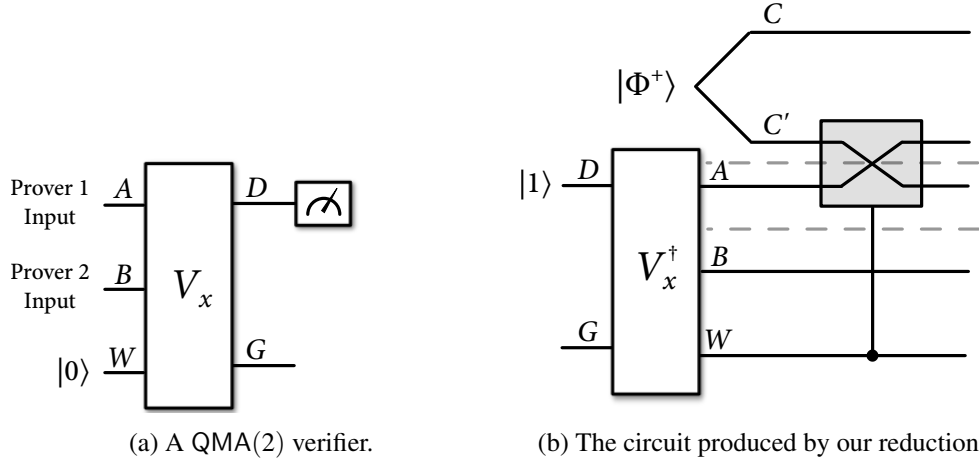 Prover 1
Input
A
D
Prover 2
Input
B
V_x
|0⟩
W
G
(a) A QMA(2) verifier.
C
|Φ⁺⟩
C′
|1⟩
D
A
V_x^†
B
G
W
(b) The circuit produced by our reduction